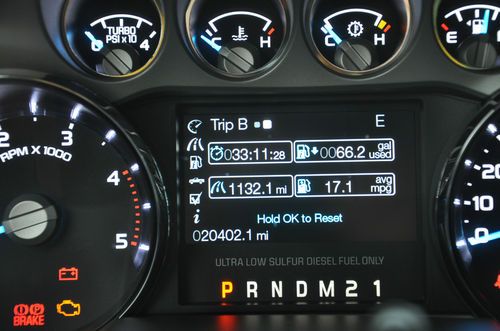 TURBO
PSI x 10
0 4
C H
C H
E
Trip B E
033:11:28 0066.2 gal used
1132.1 mi 17.1 avg mpg
Hold OK to Reset
020402.1 mi
ULTRA LOW SULFUR DIESEL FUEL ONLY
P R N D M 2 1
RPM x 1000
2
3
4
5
BRAKE
20
0
0